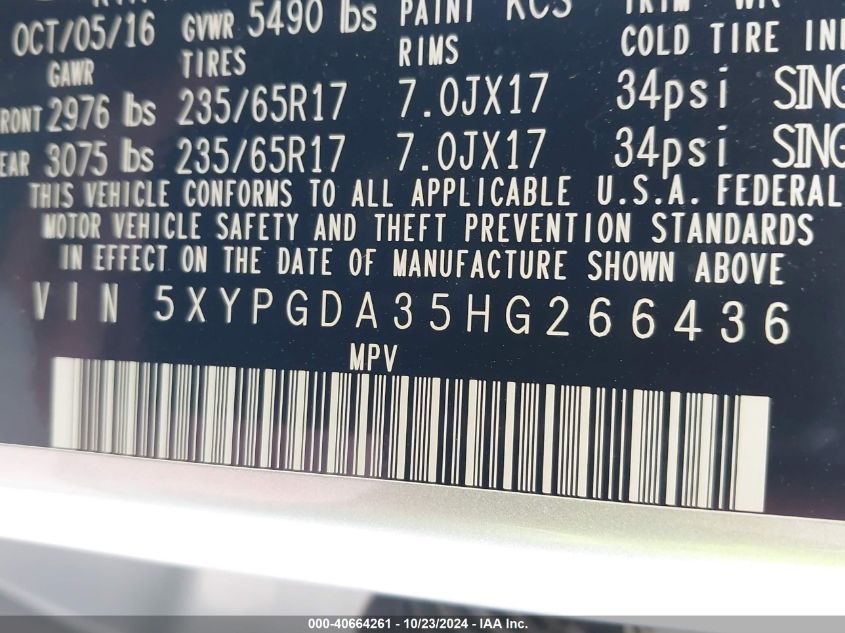 OCT/05/16 GVWR 5490 lbs PAINT KCS
GAWR TIRES RIMS COLD TIRE
2976 lbs 235/65R17 7.0JX17 34psi
3075 lbs 235/65R17 7.0JX17 34psi
THIS VEHICLE CONFORMS TO ALL APPLICABLE U.S.A. FEDERAL
MOTOR VEHICLE SAFETY AND THEFT PREVENTION STANDARDS
IN EFFECT ON THE DATE OF MANUFACTURE SHOWN ABOVE
VIN 5XYPGDA35HG266436
MPV
000-40664261 - 10/23/2024 - IAA Inc.